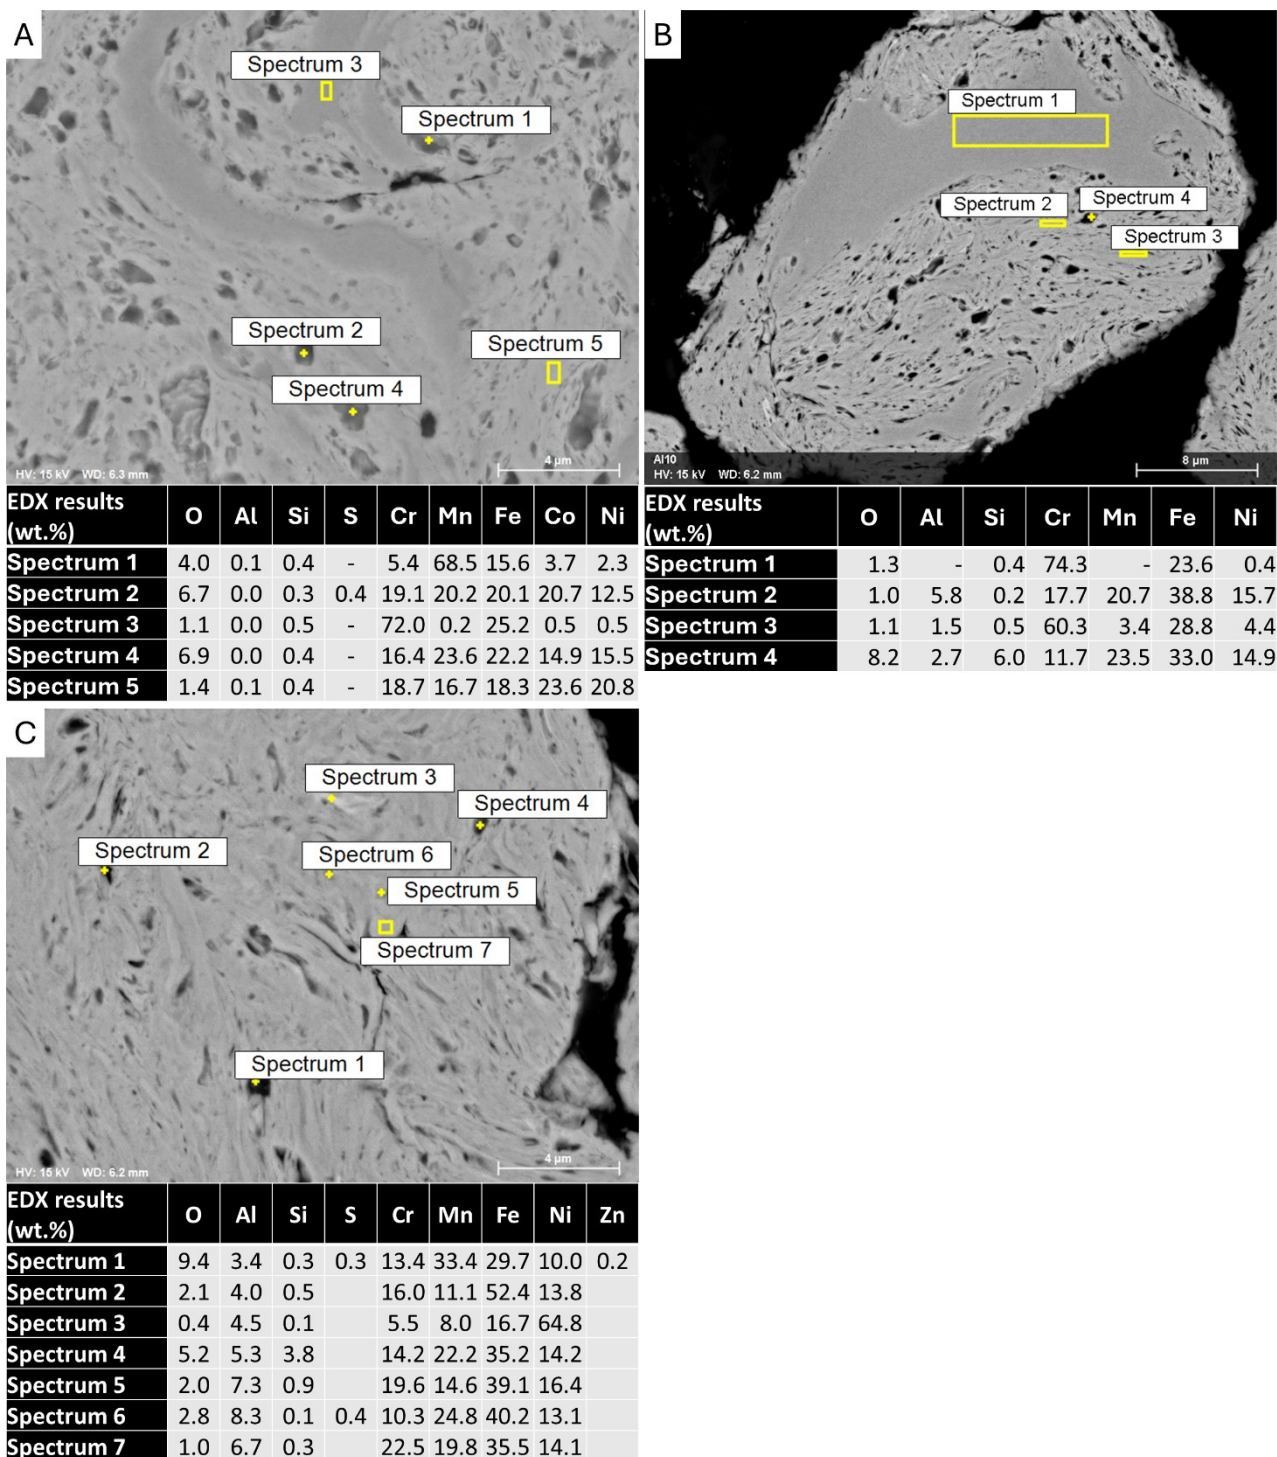 A
Spectrum 3
Spectrum 1
Spectrum 2
Spectrum 5
Spectrum 4
HV: 15 kV WD: 6.3 mm
4 µm
EDX results (wt.%) O Al Si S Cr Mn Fe Co Ni
Spectrum 1 4.0 0.1 0.4 - 5.4 68.5 15.6 3.7 2.3
Spectrum 2 6.7 0.0 0.3 0.4 19.1 20.2 20.1 20.7 12.5
Spectrum 3 1.1 0.0 0.5 - 72.0 0.2 25.2 0.5 0.5
Spectrum 4 6.9 0.0 0.4 - 16.4 23.6 22.2 14.9 15.5
Spectrum 5 1.4 0.1 0.4 - 18.7 16.7 18.3 23.6 20.8
B
Spectrum 1
Spectrum 2
Spectrum 4
Spectrum 3
Al10
HV: 15 kV WD: 6.2 mm
8 µm
EDX results (wt.%) O Al Si Cr Mn Fe Ni
Spectrum 1 1.3 - 0.4 74.3 - 23.6 0.4
Spectrum 2 1.0 5.8 0.2 17.7 20.7 38.8 15.7
Spectrum 3 1.1 1.5 0.5 60.3 3.4 28.8 4.4
Spectrum 4 8.2 2.7 6.0 11.7 23.5 33.0 14.9
C
Spectrum 3
Spectrum 4
Spectrum 2
Spectrum 6
Spectrum 5
Spectrum 7
Spectrum 1
HV: 15 kV WD: 6.2 mm
4 µm
EDX results (wt.%) O Al Si S Cr Mn Fe Ni Zn
Spectrum 1 9.4 3.4 0.3 0.3 13.4 33.4 29.7 10.0 0.2
Spectrum 2 2.1 4.0 0.5 16.0 11.1 52.4 13.8
Spectrum 3 0.4 4.5 0.1 5.5 8.0 16.7 64.8
Spectrum 4 5.2 5.3 3.8 14.2 22.2 35.2 14.2
Spectrum 5 2.0 7.3 0.9 19.6 14.6 39.1 16.4
Spectrum 6 2.8 8.3 0.1 0.4 10.3 24.8 40.2 13.1
Spectrum 7 1.0 6.7 0.3 22.5 19.8 35.5 14.1